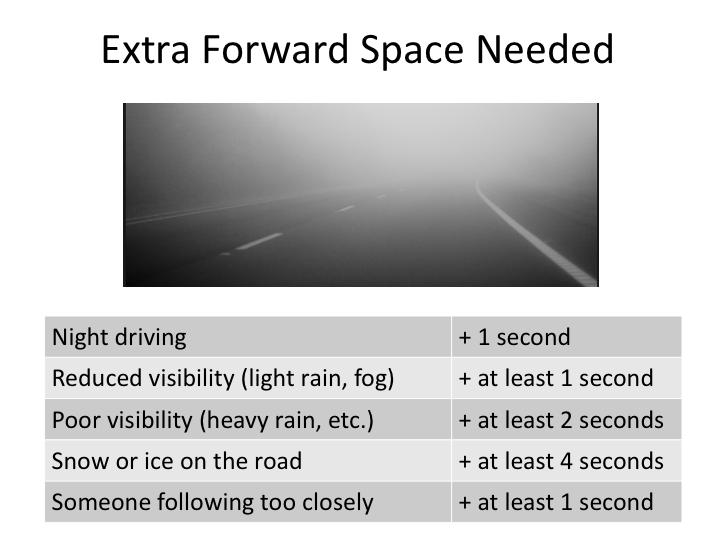 Extra Forward Space Needed
Night driving + 1 second
Reduced visibility (light rain, fog) + at least 1 second
Poor visibility (heavy rain, etc.) + at least 2 seconds
Snow or ice on the road + at least 4 seconds
Someone following too closely + at least 1 second